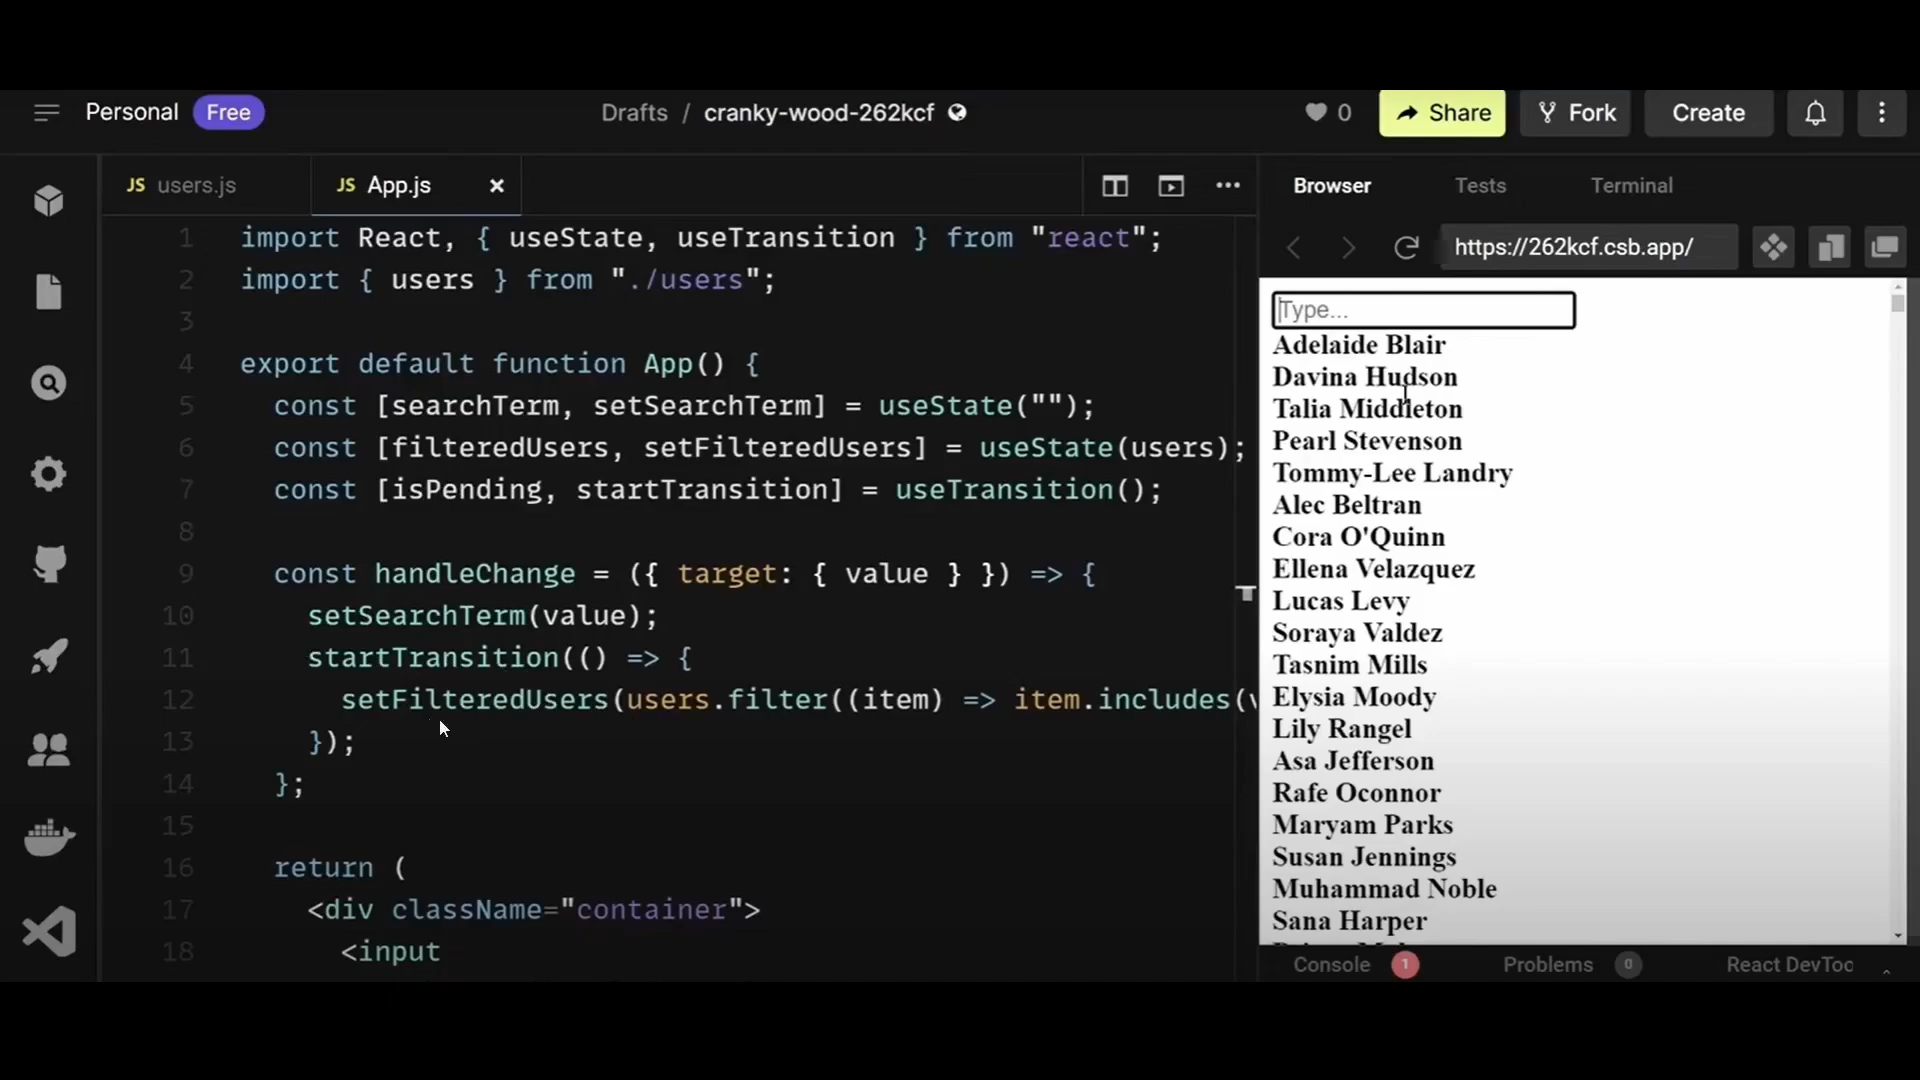 Personal Free Drafts / cranky-wood-262kcf 0 Share Fork Create
JS users.js JS App.js
1 import React, { useState, useTransition } from "react";
2 import { users } from "./users";
3
4 export default function App() {
5 const [searchTerm, setSearchTerm] = useState("");
6 const [filteredUsers, setFilteredUsers] = useState(users);
7 const [isPending, startTransition] = useTransition();
8
9 const handleChange = ({ target: { value } }) => {
10 setSearchTerm(value);
11 startTransition(() => {
12 setFilteredUsers(users.filter((item) => item.includes(
13 });
14 };
15
16 return (
17 <div className="container">
18 <input
Browser Tests Terminal
https://262kcf.csb.app/
Type...
Adelaide Blair
Davina Hudson
Talia Middleton
Pearl Stevenson
Tommy-Lee Landry
Alec Beltran
Cora O'Quinn
Ellena Velazquez
Lucas Levy
Soraya Valdez
Tasnim Mills
Elysia Moody
Lily Rangel
Asa Jefferson
Rafe Oconnor
Maryam Parks
Susan Jennings
Muhammad Noble
Sana Harper
Console 1 Problems 0 React DevToo